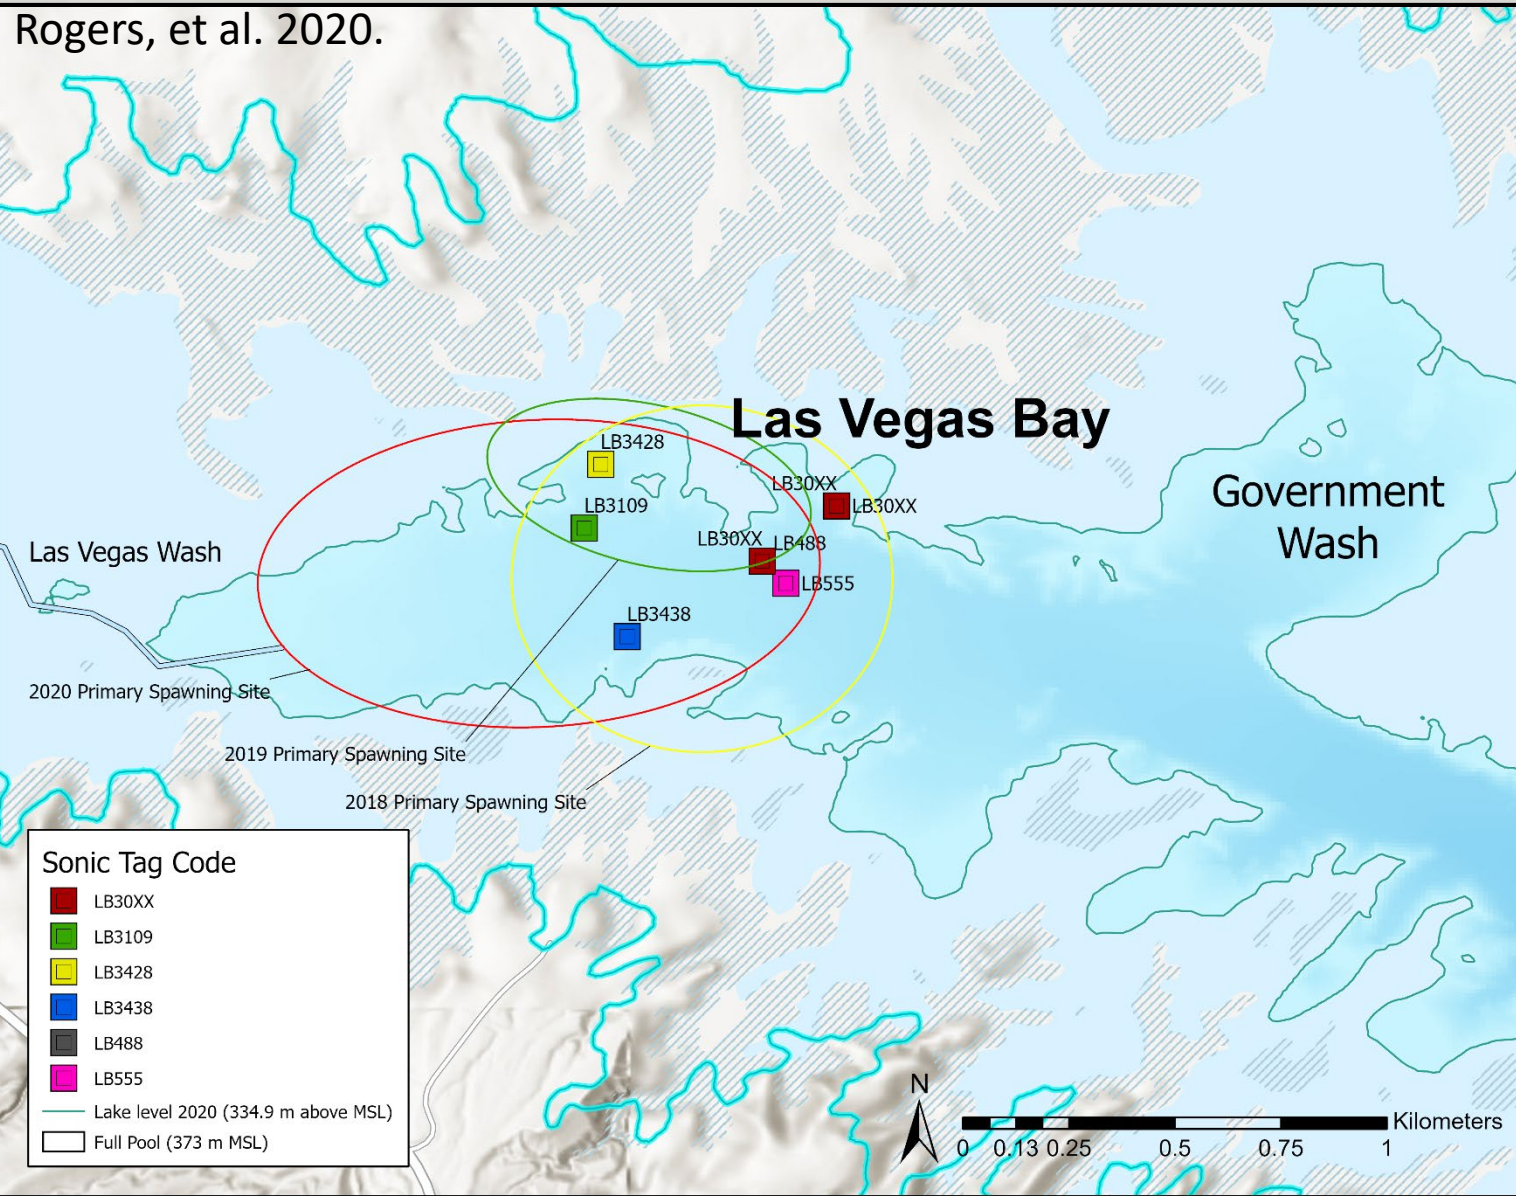 Rogers, et al. 2020.
Las Vegas Bay
LB3428
LB30XX
LB30XX
LB3109
LB30XX
LB488
LB555
LB3438
Government
Wash
Las Vegas Wash
2020 Primary Spawning Site
2019 Primary Spawning Site
2018 Primary Spawning Site
Sonic Tag Code
LB30XX
LB3109
LB3428
LB3438
LB488
LB555
Lake level 2020 (334.9 m above MSL)
Full Pool (373 m MSL)
N
Kilometers
0 0.13 0.25 0.5 0.75 1